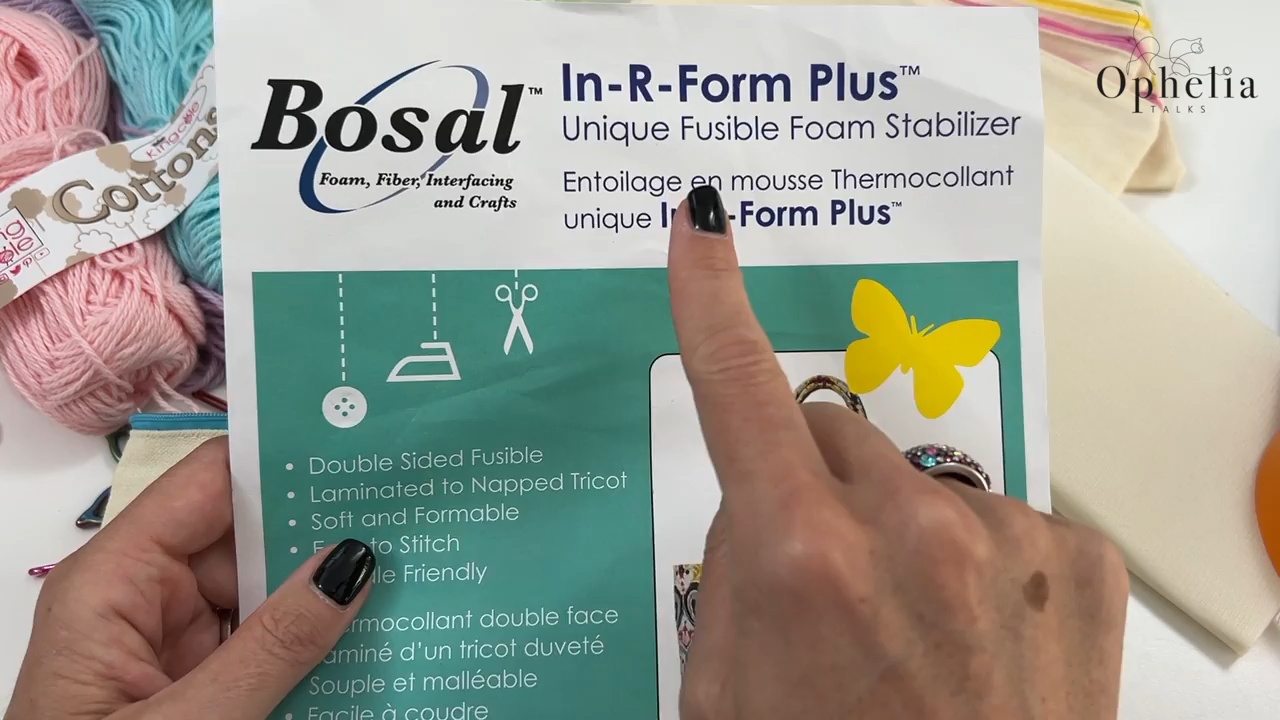 Ophelia
TALKS
Bosal™
Foam, Fiber, Interfacing
and Crafts
In-R-Form Plus™
Unique Fusible Foam Stabilizer
Entoilage en mousse Thermocollant
unique -Form Plus™
Cottons
• Double Sided Fusible
• Laminated to Napped Tricot
• Soft and Formable
• to Stitch
Friendly
double face
d'un tricot duveté
Souple et malléable
• Facile à coudre